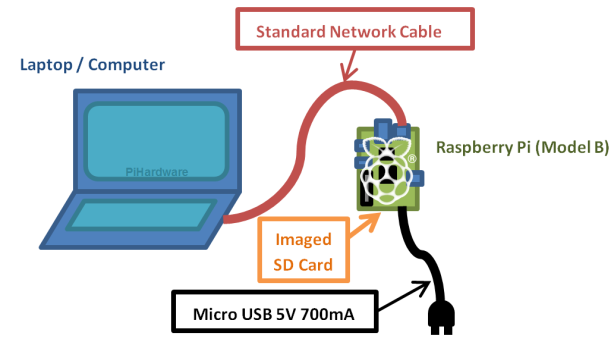 Standard Network Cable
Laptop / Computer
PiHardware
®
Raspberry Pi (Model B)
Imaged
SD Card
Micro USB 5V 700mA